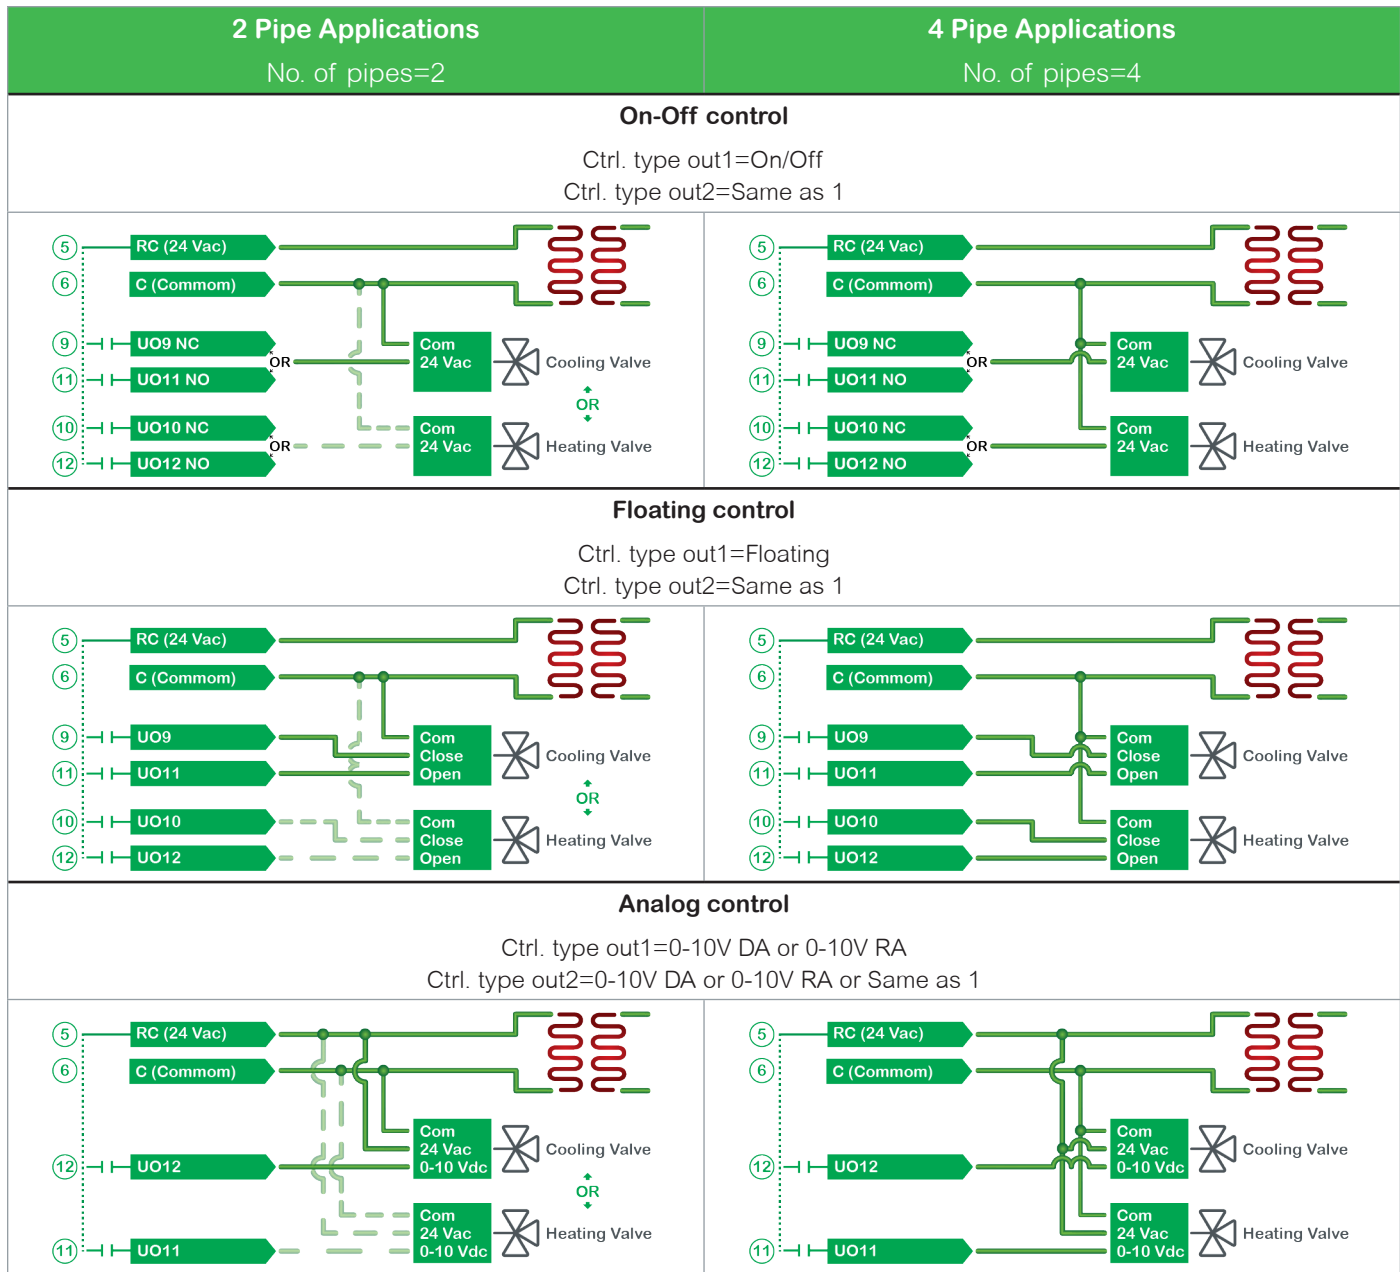 2 Pipe Applications
No. of pipes=2
4 Pipe Applications
No. of pipes=4
On-Off control
Ctrl. type out1=On/Off
Ctrl. type out2=Same as 1
5 RC (24 Vac)
6 C (Commom)
9 UO9 NC
OR
11 UO11 NO
10 UO10 NC
OR
12 UO12 NO
Com
24 Vac
Cooling Valve
OR
Com
24 Vac
Heating Valve
5 RC (24 Vac)
6 C (Commom)
9 UO9 NC
OR
11 UO11 NO
10 UO10 NC
OR
12 UO12 NO
Com
24 Vac
Cooling Valve
Com
24 Vac
Heating Valve
Floating control
Ctrl. type out1=Floating
Ctrl. type out2=Same as 1
5 RC (24 Vac)
6 C (Commom)
9 UO9
11 UO11
10 UO10
12 UO12
Com
Close
Open
Cooling Valve
OR
Com
Close
Open
Heating Valve
5 RC (24 Vac)
6 C (Commom)
9 UO9
11 UO11
10 UO10
12 UO12
Com
Close
Open
Cooling Valve
Com
Close
Open
Heating Valve
Analog control
Ctrl. type out1=0-10V DA or 0-10V RA
Ctrl. type out2=0-10V DA or 0-10V RA or Same as 1
5 RC (24 Vac)
6 C (Commom)
12 UO12
11 UO11
Com
24 Vac
0-10 Vdc
Cooling Valve
OR
Com
24 Vac
0-10 Vdc
Heating Valve
5 RC (24 Vac)
6 C (Commom)
12 UO12
11 UO11
Com
24 Vac
0-10 Vdc
Cooling Valve
Com
24 Vac
0-10 Vdc
Heating Valve